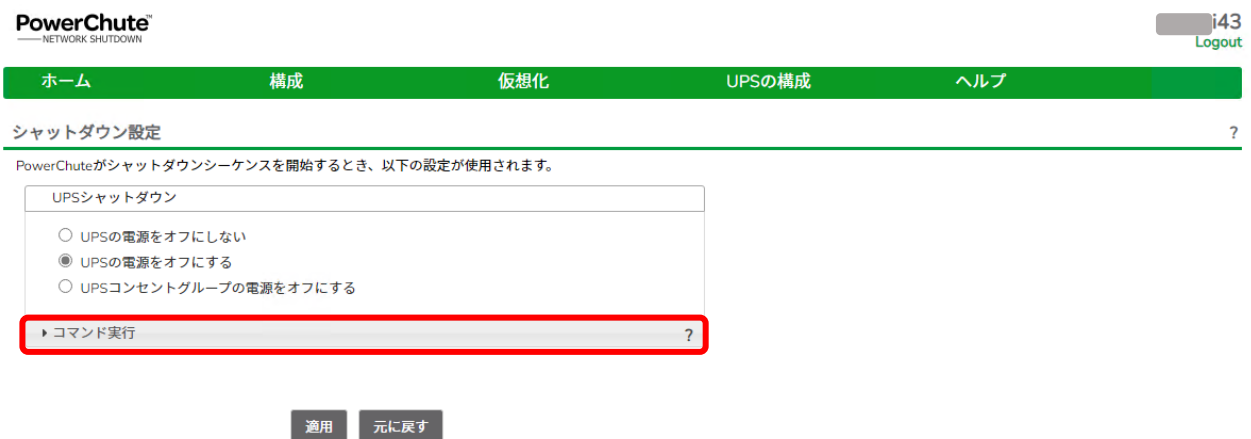 PowerChute™
NETWORK SHUTDOWN
i43
Logout
ホーム 構成 仮想化 UPSの構成 ヘルプ
シャットダウン設定 ?
PowerChuteがシャットダウンシーケンスを開始するとき、以下の設定が使用されます。
UPSシャットダウン
UPSの電源をオフにしない
UPSの電源をオフにする
UPSコンセントグループの電源をオフにする
コマンド実行 ?
適用 元に戻す